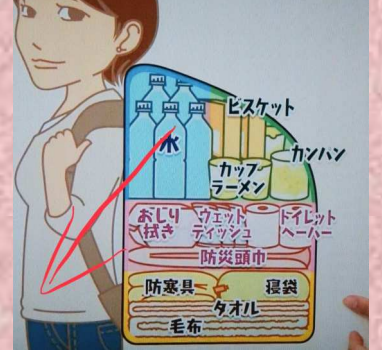 ビスケット
水
カンパン
カップ
ラーメン
おしり
拭き
ウェット
ティッシュ
トイレット
ペーパー
防災頭巾
防寒具
寝袋
タオル
毛布